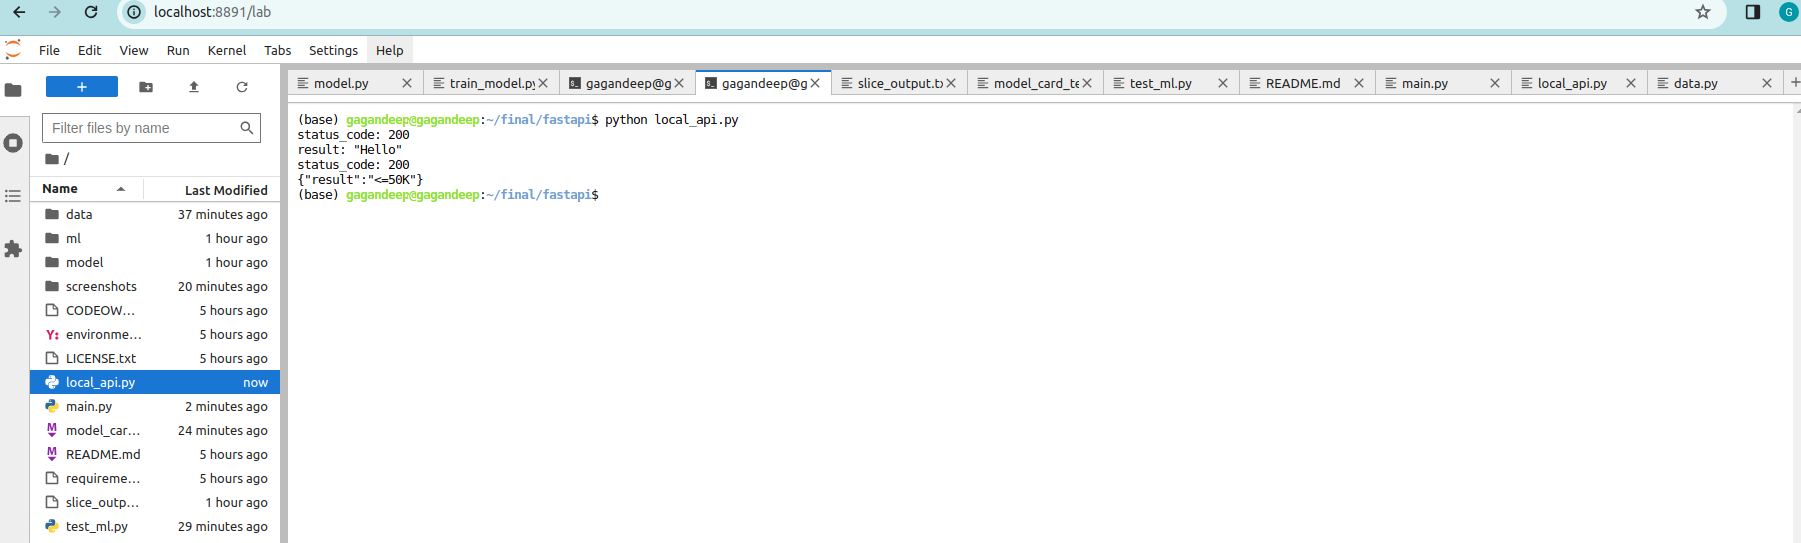 localhost:8891/lab
G
File Edit View Run Kernel Tabs Settings Help
model.py train_model.py gagandeep@g gagandeep@g slice_output.tx model_card_te test_ml.py README.md main.py local_api.py data.py
Filter files by name
/
Name Last Modified
data 37 minutes ago
ml 1 hour ago
model 1 hour ago
screenshots 20 minutes ago
CODEOW... 5 hours ago
environme... 5 hours ago
LICENSE.txt 5 hours ago
local_api.py now
main.py 2 minutes ago
model_car... 24 minutes ago
README.md 5 hours ago
requireme... 5 hours ago
slice_outp... 1 hour ago
test_ml.py 29 minutes ago
(base) gagandeep@gagandeep:~/final/fastapi$ python local_api.py
status_code: 200
result: "Hello"
status_code: 200
{"result":"<=50K"}
(base) gagandeep@gagandeep:~/final/fastapi$